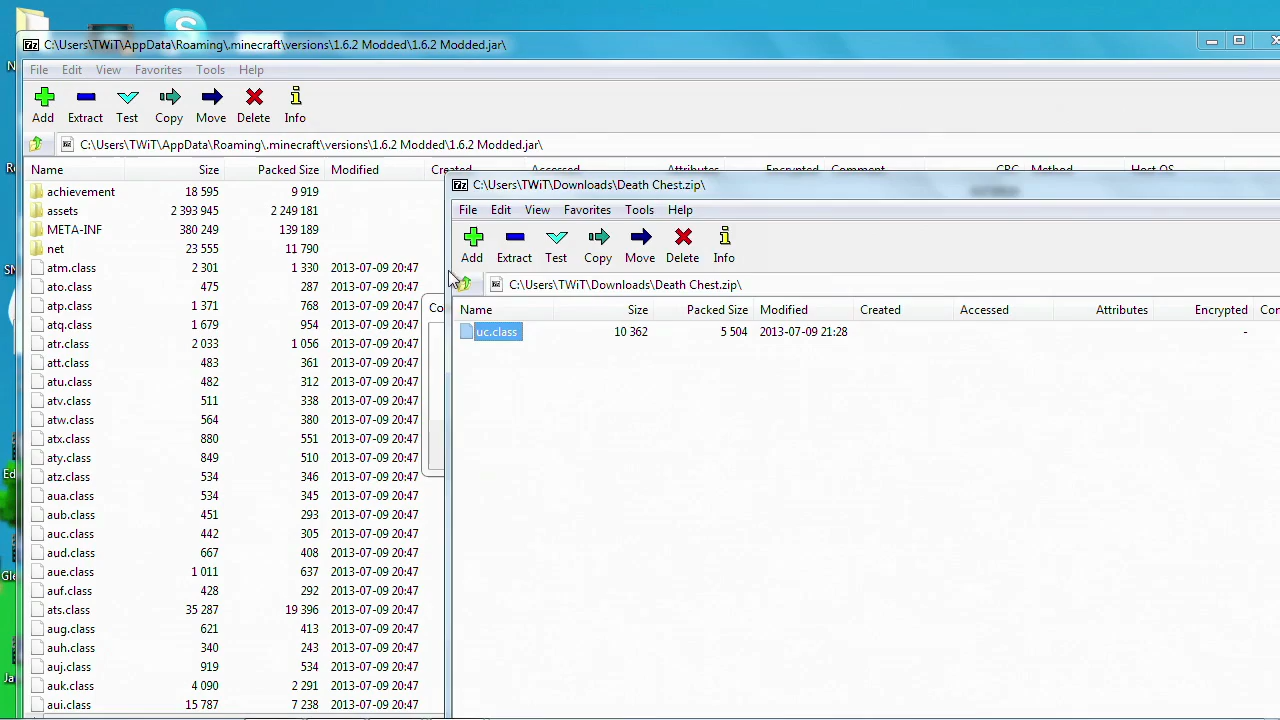 C:\Users\TWiT\AppData\Roaming\.minecraft\versions\1.6.2 Modded\1.6.2 Modded.jar\
File Edit View Favorites Tools Help
Add Extract Test Copy Move Delete Info
C:\Users\TWiT\AppData\Roaming\.minecraft\versions\1.6.2 Modded\1.6.2 Modded.jar\
Name Size Packed Size Modified Created Accessed Attributes Encrypted Comment CRC Method Host OS
achievement 18 595 9 919
assets 2 393 945 2 249 181
META-INF 380 249 139 189
net 23 555 11 790
atm.class 2 301 1 330 2013-07-09 20:47
ato.class 475 287 2013-07-09 20:47
atp.class 1 371 768 2013-07-09 20:47
atq.class 1 679 954 2013-07-09 20:47
atr.class 2 033 1 056 2013-07-09 20:47
att.class 483 361 2013-07-09 20:47
atu.class 482 312 2013-07-09 20:47
atv.class 511 338 2013-07-09 20:47
atw.class 564 380 2013-07-09 20:47
atx.class 880 551 2013-07-09 20:47
aty.class 849 510 2013-07-09 20:47
atz.class 534 346 2013-07-09 20:47
aua.class 534 345 2013-07-09 20:47
aub.class 451 293 2013-07-09 20:47
auc.class 442 305 2013-07-09 20:47
aud.class 667 408 2013-07-09 20:47
aue.class 1 011 637 2013-07-09 20:47
auf.class 428 292 2013-07-09 20:47
ats.class 35 287 19 396 2013-07-09 20:47
aug.class 621 413 2013-07-09 20:47
auh.class 340 243 2013-07-09 20:47
auj.class 919 534 2013-07-09 20:47
auk.class 4 090 2 291 2013-07-09 20:47
aui.class 15 787 7 238 2013-07-09 20:47
C:\Users\TWiT\Downloads\Death Chest.zip\
File Edit View Favorites Tools Help
Add Extract Test Copy Move Delete Info
C:\Users\TWiT\Downloads\Death Chest.zip\
Name Size Packed Size Modified Created Accessed Attributes Encrypted Con
uc.class 10 362 5 504 2013-07-09 21:28 -
Co